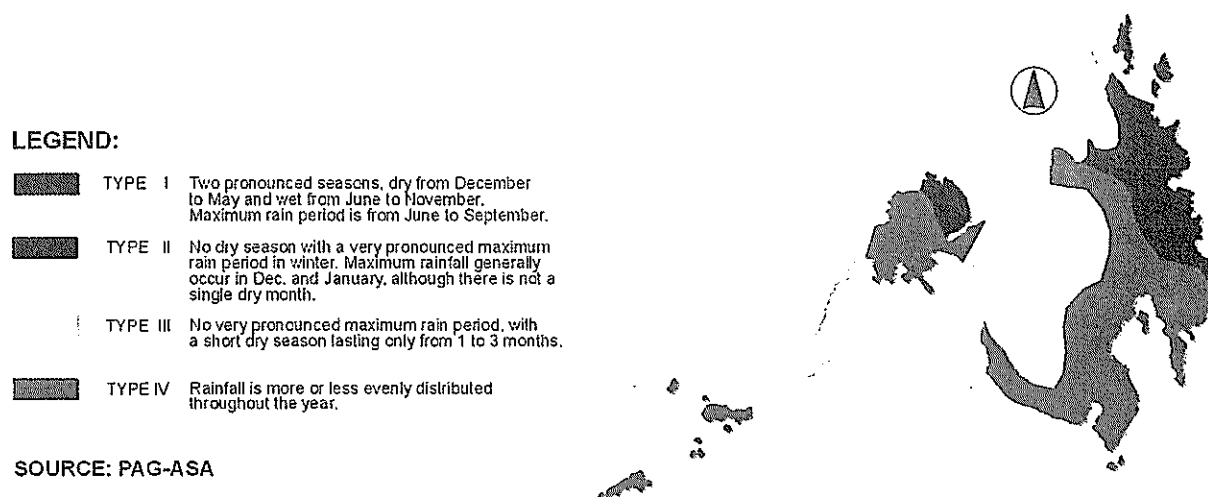 LEGEND:
TYPE I Two pronounced seasons, dry from December
to May and wet from June to November.
Maximum rain period is from June to September.
TYPE II No dry season with a very pronounced maximum
rain period in winter. Maximum rainfall generally
occur in Dec. and January, although there is not a
single dry month.
TYPE III No very pronounced maximum rain period, with
a short dry season lasting only from 1 to 3 months.
TYPE IV Rainfall is more or less evenly distributed
throughout the year.
SOURCE: PAG-ASA